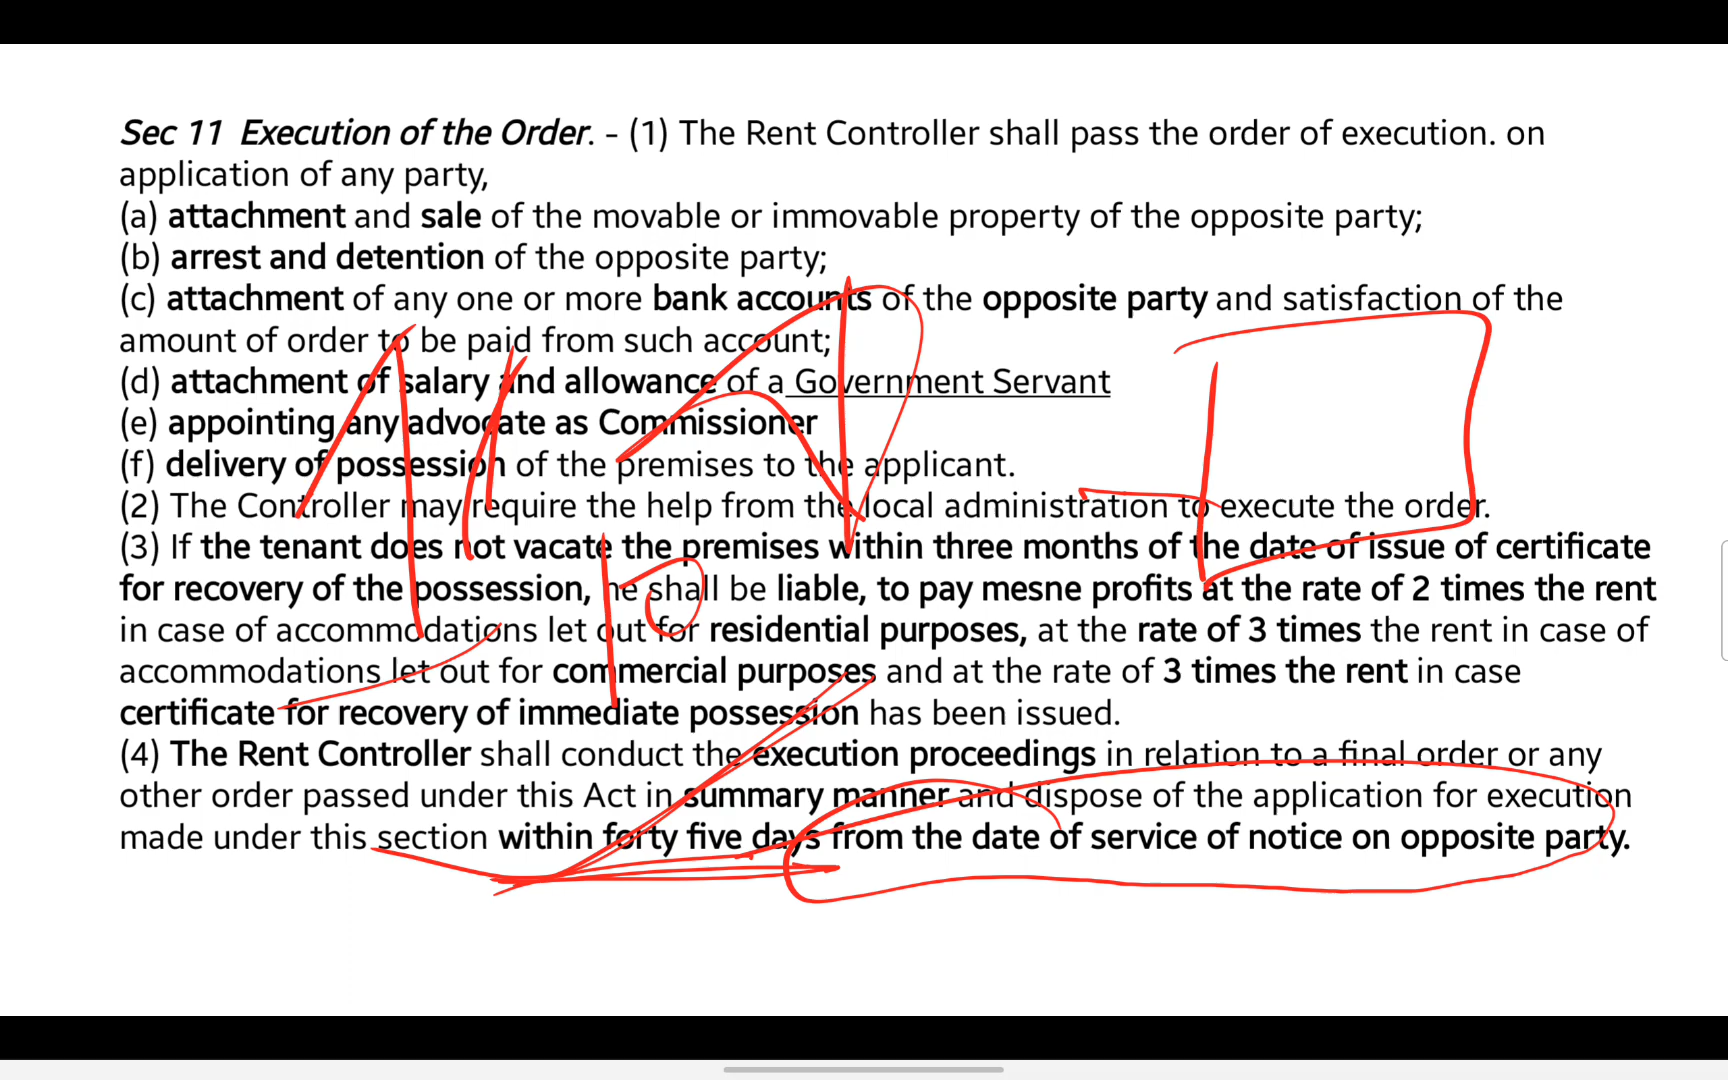 Sec 11 Execution of the Order. - (1) The Rent Controller shall pass the order of execution. on
application of any party,
(a) attachment and sale of the movable or immovable property of the opposite party;
(b) arrest and detention of the opposite party;
(c) attachment of any one or more bank accounts of the opposite party and satisfaction of the
amount of order to be paid from such account;
(d) attachment of salary and allowance of a Government Servant
(e) appointing any advocate as Commissioner
(f) delivery of possession of the premises to the applicant.
(2) The Controller may require the help from the local administration to execute the order.
(3) If the tenant does not vacate the premises within three months of the date of issue of certificate
for recovery of the possession, he shall be liable, to pay mesne profits at the rate of 2 times the rent
in case of accommodations let out for residential purposes, at the rate of 3 times the rent in case of
accommodations let out for commercial purposes and at the rate of 3 times the rent in case
certificate for recovery of immediate possession has been issued.
(4) The Rent Controller shall conduct the execution proceedings in relation to a final order or any
other order passed under this Act in summary manner and dispose of the application for execution
made under this section within forty five days from the date of service of notice on opposite party.